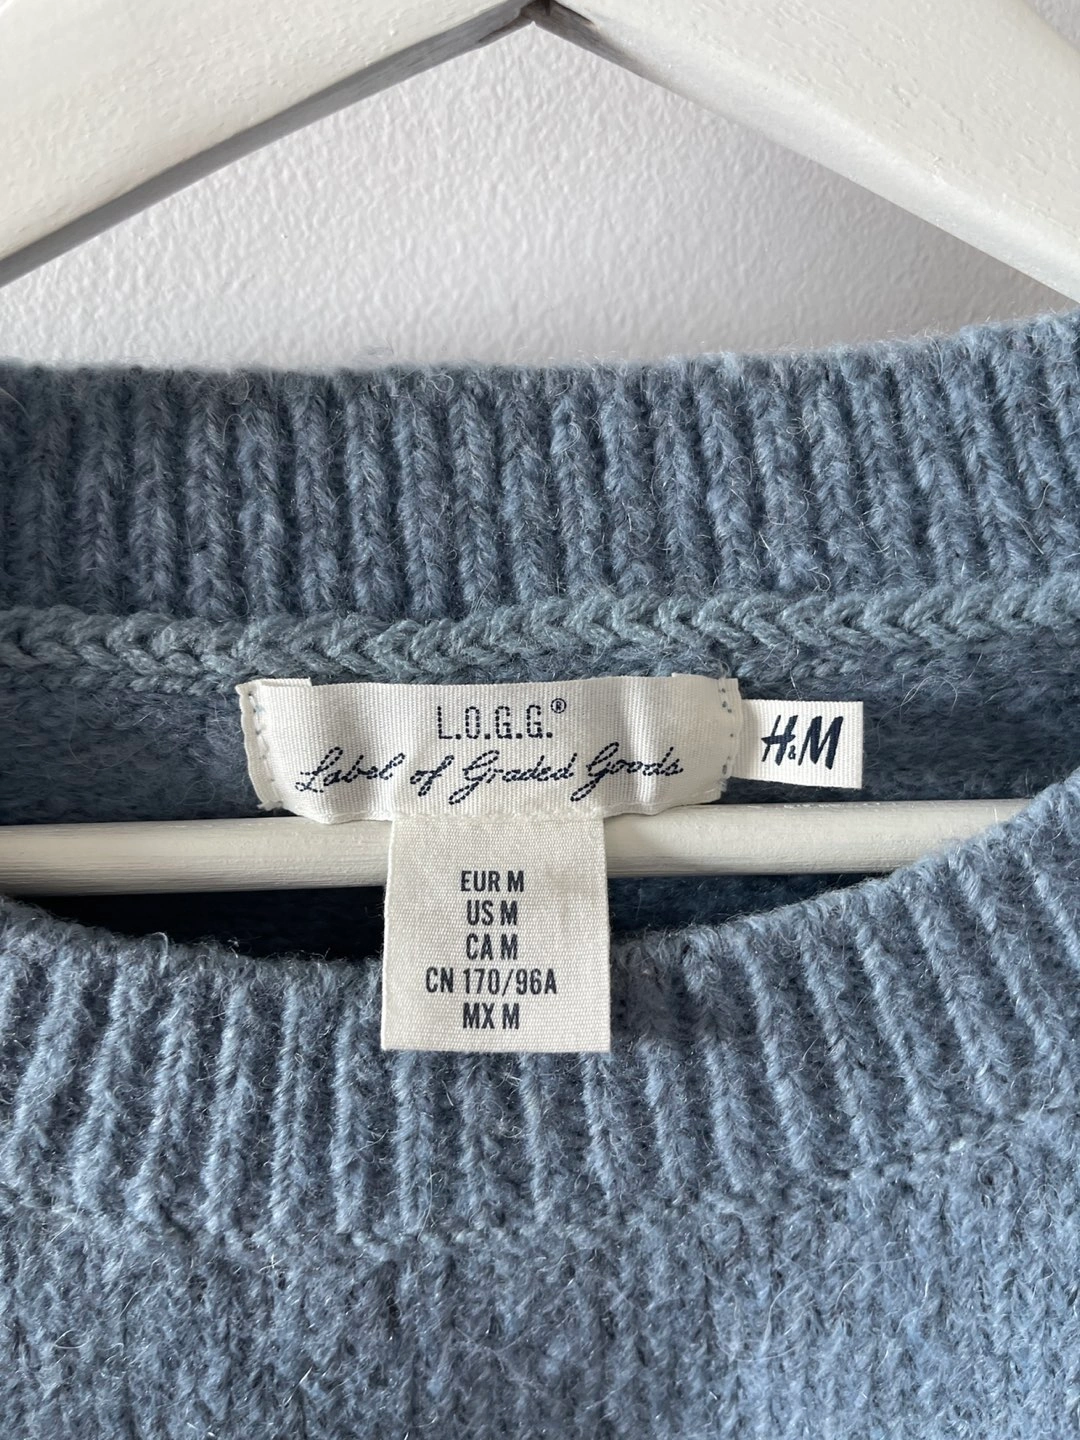 L.O.G.G.®
Label of Graded Goods
H&M
EUR M
US M
CA M
CN 170/96A
MX M